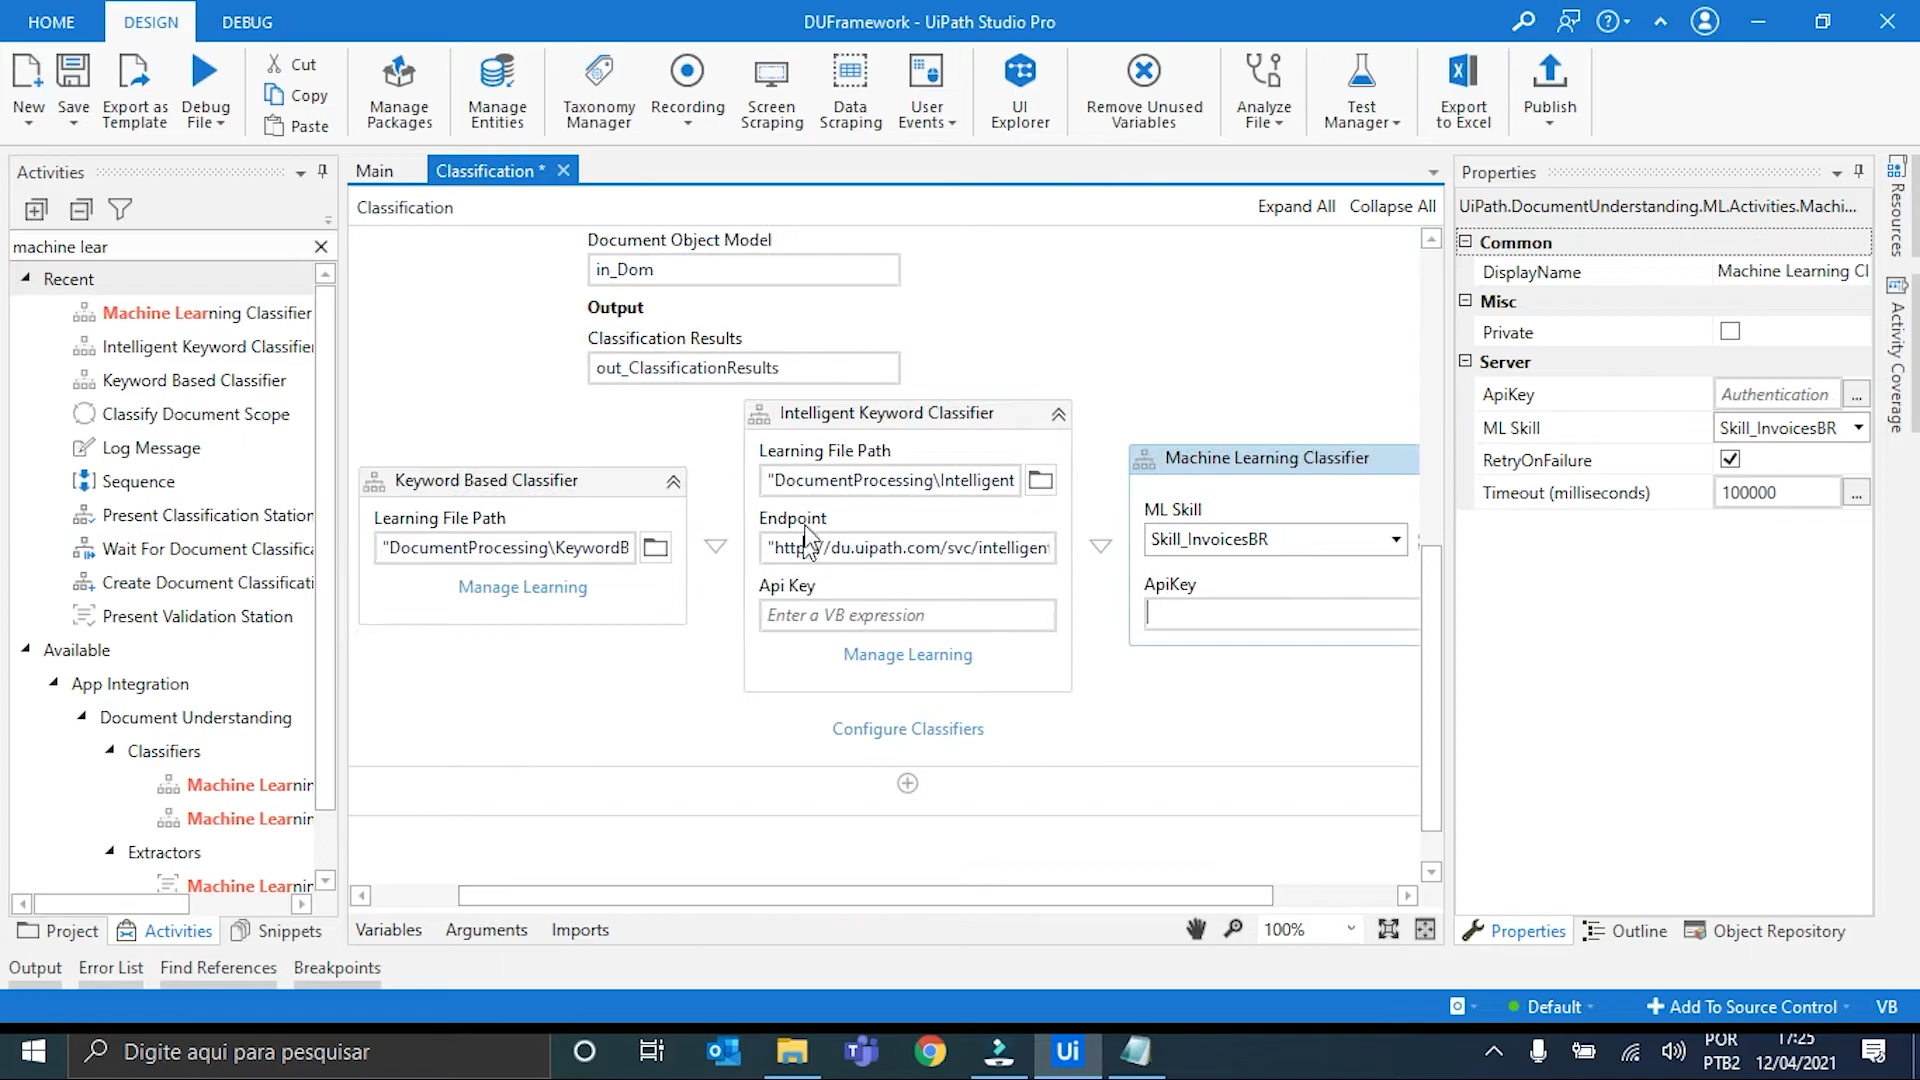 HOME DESIGN DEBUG DUFramework - UiPath Studio Pro
New Save Export as Template Debug File
Cut
Copy
Paste
Manage Packages
Manage Entities
Taxonomy Manager
Recording
Screen Scraping
Data Scraping
User Events
UI Explorer
Remove Unused Variables
Analyze File
Test Manager
Export to Excel
Publish
Activities
machine lear
Recent
Machine Learning Classifier
Intelligent Keyword Classifier
Keyword Based Classifier
Classify Document Scope
Log Message
Sequence
Present Classification Station
Wait For Document Classifica
Create Document Classificati
Present Validation Station
Available
App Integration
Document Understanding
Classifiers
Machine Learnin
Machine Learnin
Extractors
Machine Learnin
Project Activities Snippets
Main Classification *
Classification Expand All Collapse All
Document Object Model
in_Dom
Output
Classification Results
out_ClassificationResults
Keyword Based Classifier
Learning File Path
"DocumentProcessing\KeywordB
Manage Learning
Intelligent Keyword Classifier
Learning File Path
"DocumentProcessing\Intelligent
Endpoint
//du.uipath.com/svc/intelligent
Api Key
Enter a VB expression
Manage Learning
Machine Learning Classifier
ML Skill
Skill_InvoicesBR
ApiKey
Configure Classifiers
Variables Arguments Imports 100%
Properties
UiPath.DocumentUnderstanding.ML.Activities.Machi...
Common
DisplayName Machine Learning Cl
Misc
Private
Server
ApiKey Authentication ...
ML Skill Skill_InvoicesBR
RetryOnFailure
Timeout (milliseconds) 100000 ...
Properties Outline Object Repository
Resources
Activity Coverage
Output Error List Find References Breakpoints
Default Add To Source Control VB
Digite aqui para pesquisar
Ui
POR
PTB2
17:25
12/04/2021